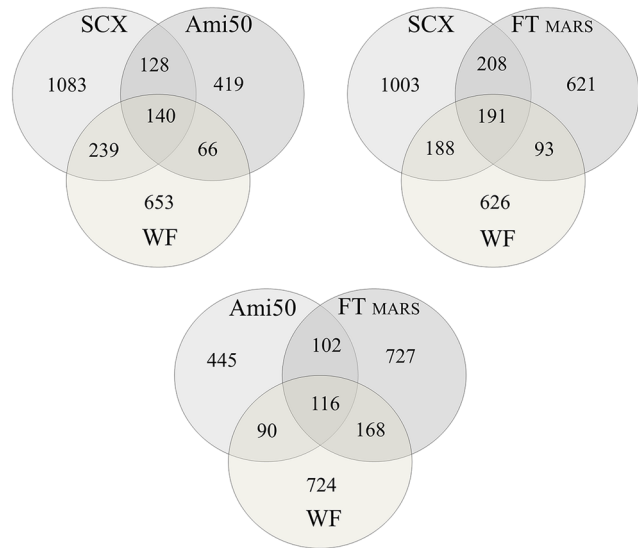 SCX Ami50
128
1083 419
140
239 66
653
WF
SCX FT MARS
208
1003 621
191
188 93
626
WF
Ami50 FT MARS
102
445 727
116
90 168
724
WF